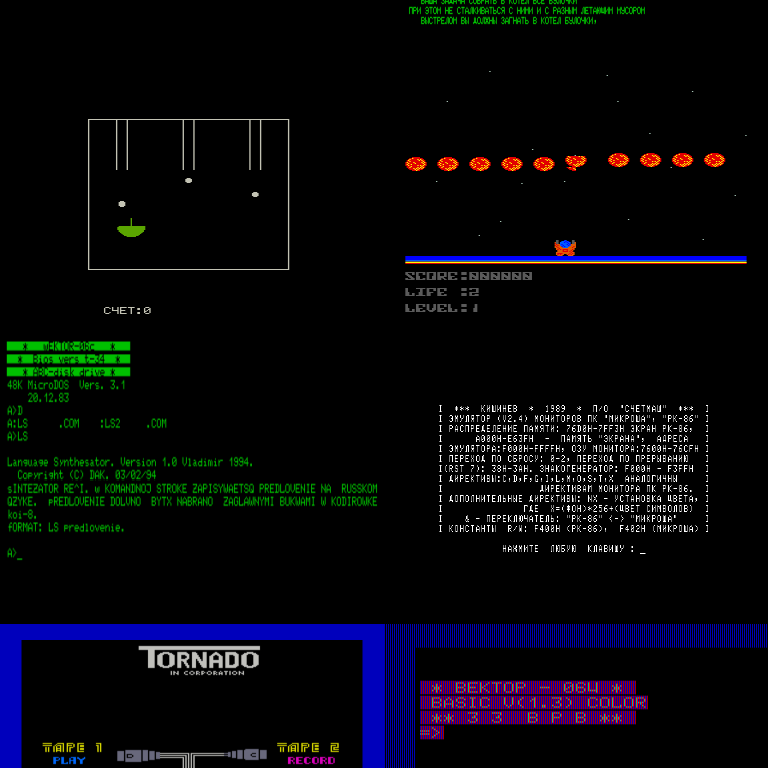 ВАША ЗАДАЧА СОБРАТЬ В КОТЕЛ ВСЕ БУЛОЧКИ
ПРИ ЭТОМ НЕ СТАЛКИВАТЬСЯ С НИМИ И С РАЗНЫМ ЛЕТАЮЩИМ МУСОРОМ
ВЫСТРЕЛОМ ВЫ ДОЛЖНЫ ЗАГНАТЬ В КОТЕЛ БУЛОЧКИ,
СЧЕТ:0
SCORE:000000
LIFE :2
LEVEL:1
* wEKTOR-06c *
* Bios vers t-34 *
* ABC-disk drive *
48K MicroDOS Vers. 3.1
20.12.83
A>D
A:LS .COM :LS2 .COM
A>LS
Language Synthesator. Version 1.0 Vladimir 1994.
Copyright (C) DAK. 03/02/94
sINTEZATOR RE^I. w KOMANDNOJ STROKE ZAPISYWAETSQ PREDLOVENIE NA RUSSKOM
QZYKE. pREDLOVENIE DOLVNO BYTX NABRANO ZAGLAWNYMI BUKWAMI W KODIROWKE
koi-8.
fORMAT: LS predlovenie.
A>_
I *** КИШИНЕВ * 1989 * П/О "СЧЕТМАШ" *** I
I ЭМУЛЯТОР (V2.4) МОНИТОРОВ ПК "МИКРОША", "РК-86" I
I РАСПРЕДЕЛЕНИЕ ПАМЯТИ: 76D0H-7FF3H ЭКРАН РК-86, I
I A000H-E63FH - ПАМЯТЬ "ЭКРАНА", АДРЕСА I
I ЭМУЛЯТОРА:F000H-FFFFH, ОЗУ МОНИТОРА:7600H-76CFH I
I ПЕРЕХОД ПО СБРОСУ: 0-2, ПЕРЕХОД ПО ПРЕРЫВАНИЮ I
I(RST 7): 38H-3AH. ЗНАКОГЕНЕРАТОР: F000H - F3FFH I
I ДИРЕКТИВЫ:C,D,F,G,I,L,M,O,S,T,X АНАЛОГИЧНЫ I
I ДИРЕКТИВАМ МОНИТОРА ПК РК-86. I
I ДОПОЛНИТЕЛЬНЫЕ ДИРЕКТИВЫ: NX - УСТАНОВКА ЦВЕТА, I
I ГДЕ X=(ФОН)*256+(ЦВЕТ СИМВОЛОВ) I
I & - ПЕРЕКЛЮЧАТЕЛЬ: "РК-86" <-> "МИКРОША" I
I КОНСТАНТЫ R/W: F400H (РК-86), F402H (МИКРОША) I
НАЖМИТЕ ЛЮБУЮ КЛАВИШУ : _
TORNADO
IN CORPORATION
TAPE 1 TAPE 2
PLAY RECORD
* ВЕКТОР - 06Ц *
BASIC V(1.3) COLOR
** 3 3 B P B **
=>